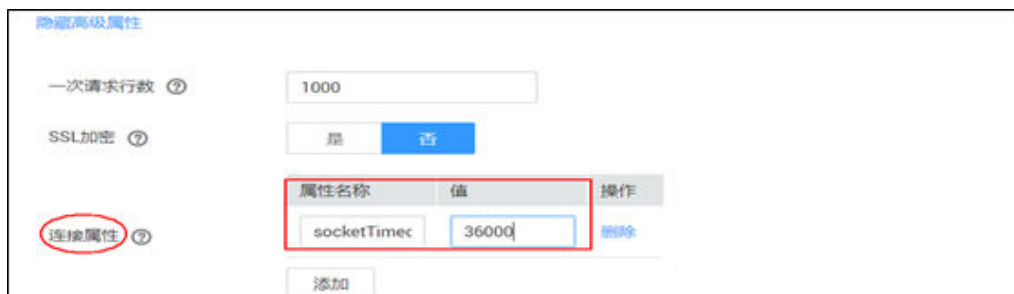 隐藏高级属性
一次请求行数 ?
1000
SSL加密 ?
是 否
属性名称 值 操作
连接属性 ?
socketTimec 36000 删除
添加